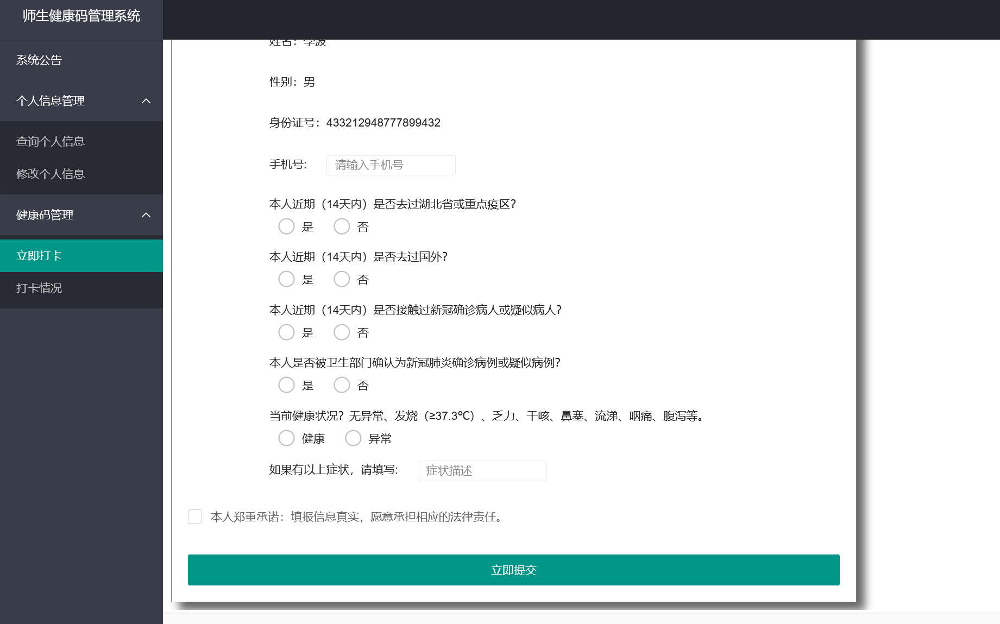 师生健康码管理系统
系统公告
个人信息管理
查询个人信息
修改个人信息
健康码管理
立即打卡
打卡情况
姓名：李波
性别：男
身份证号：433212948777899432
手机号:
请输入手机号
本人近期（14天内）是否去过湖北省或重点疫区？
是 否
本人近期（14天内）是否去过国外？
是 否
本人近期（14天内）是否接触过新冠确诊病人或疑似病人？
是 否
本人是否被卫生部门确认为新冠肺炎确诊病例或疑似病例？
是 否
当前健康状况？无异常、发烧（≥37.3℃）、乏力、干咳、鼻塞、流涕、咽痛、腹泻等。
健康 异常
如果有以上症状，请填写:
症状描述
本人郑重承诺：填报信息真实，愿意承担相应的法律责任。
立即提交